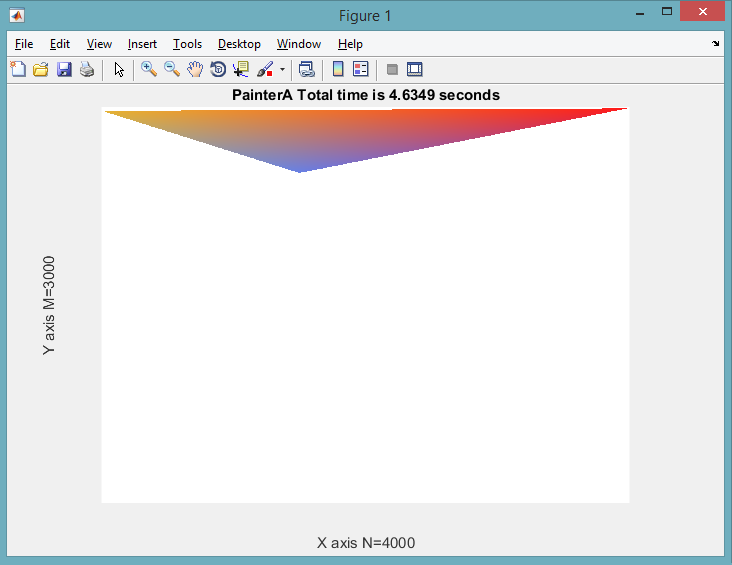 Figure 1
File Edit View Insert Tools Desktop Window Help
PainterA Total time is 4.6349 seconds
Y axis M=3000
X axis N=4000